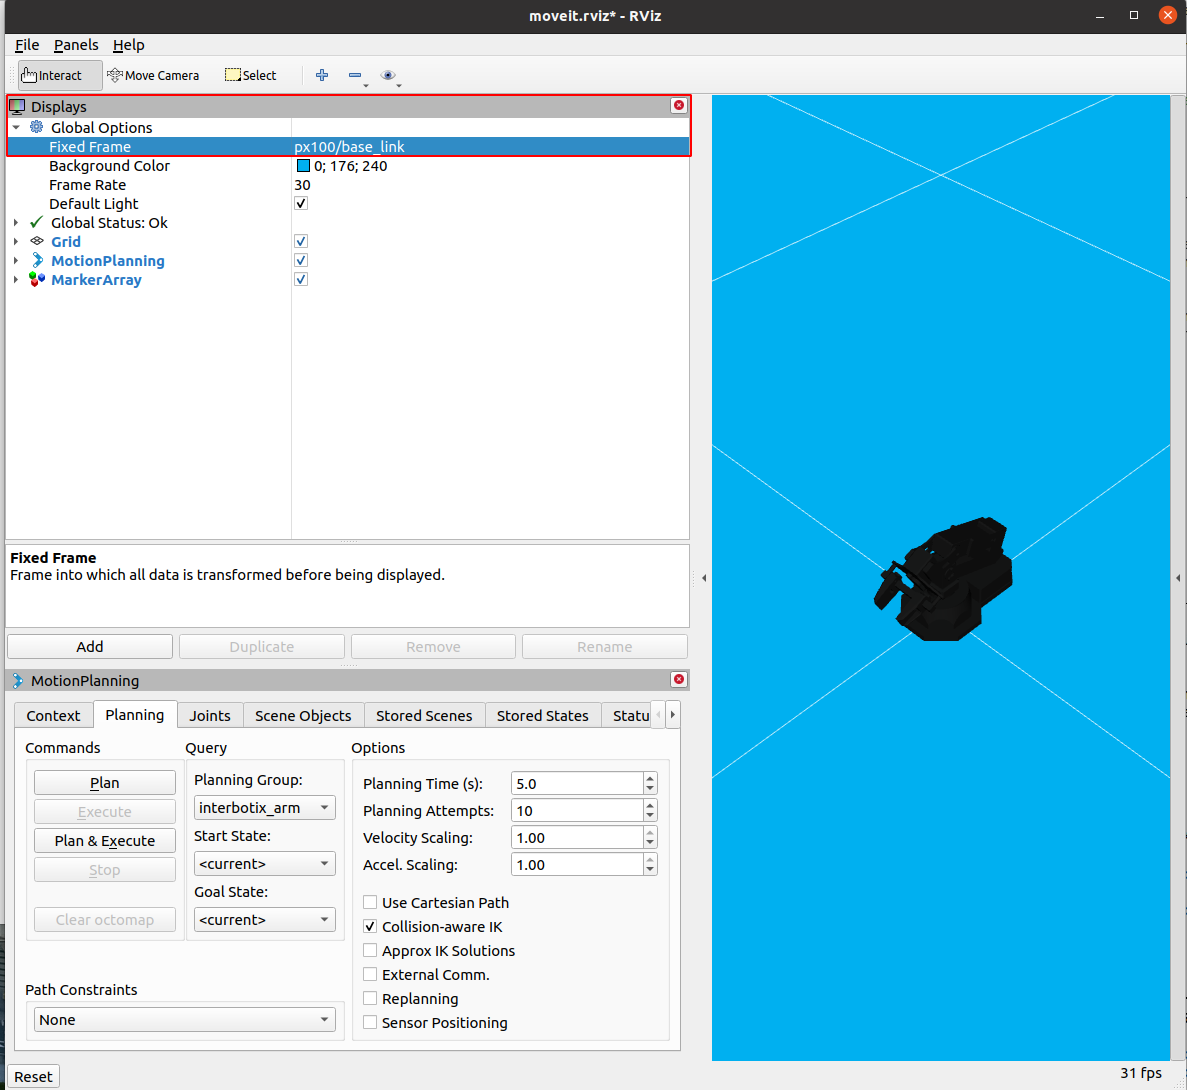 moveit.rviz* - RViz
File Panels Help
Interact Move Camera Select
Displays
Global Options
Fixed Frame px100/base_link
Background Color 0; 176; 240
Frame Rate 30
Default Light
Global Status: Ok
Grid
MotionPlanning
MarkerArray
Fixed Frame
Frame into which all data is transformed before being displayed.
Add Duplicate Remove Rename
MotionPlanning
Context Planning Joints Scene Objects Stored Scenes Stored States Statu
Commands
Plan
Execute
Plan & Execute
Stop
Clear octomap
Query
Planning Group:
interbotix_arm
Start State:
<current>
Goal State:
<current>
Options
Planning Time (s): 5.0
Planning Attempts: 10
Velocity Scaling: 1.00
Accel. Scaling: 1.00
Use Cartesian Path
Collision-aware IK
Approx IK Solutions
External Comm.
Replanning
Sensor Positioning
Path Constraints
None
Reset
31 fps